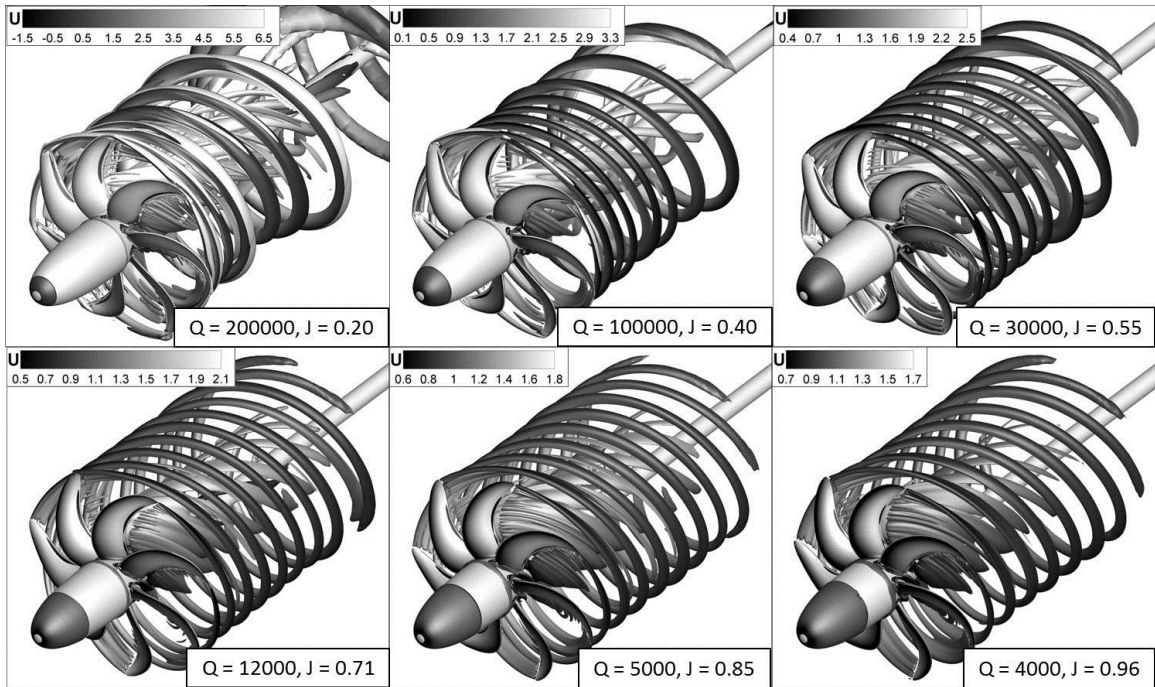 U
-1.5 -0.5 0.5 1.5 2.5 3.5 4.5 5.5 6.5
Q = 200000, J = 0.20
U
0.1 0.5 0.9 1.3 1.7 2.1 2.5 2.9 3.3
Q = 100000, J = 0.40
U
0.4 0.7 1 1.3 1.6 1.9 2.2 2.5
Q = 30000, J = 0.55
U
0.5 0.7 0.9 1.1 1.3 1.5 1.7 1.9 2.1
Q = 12000, J = 0.71
U
0.6 0.8 1 1.2 1.4 1.6 1.8
Q = 5000, J = 0.85
U
0.7 0.9 1.1 1.3 1.5 1.7
Q = 4000, J = 0.96